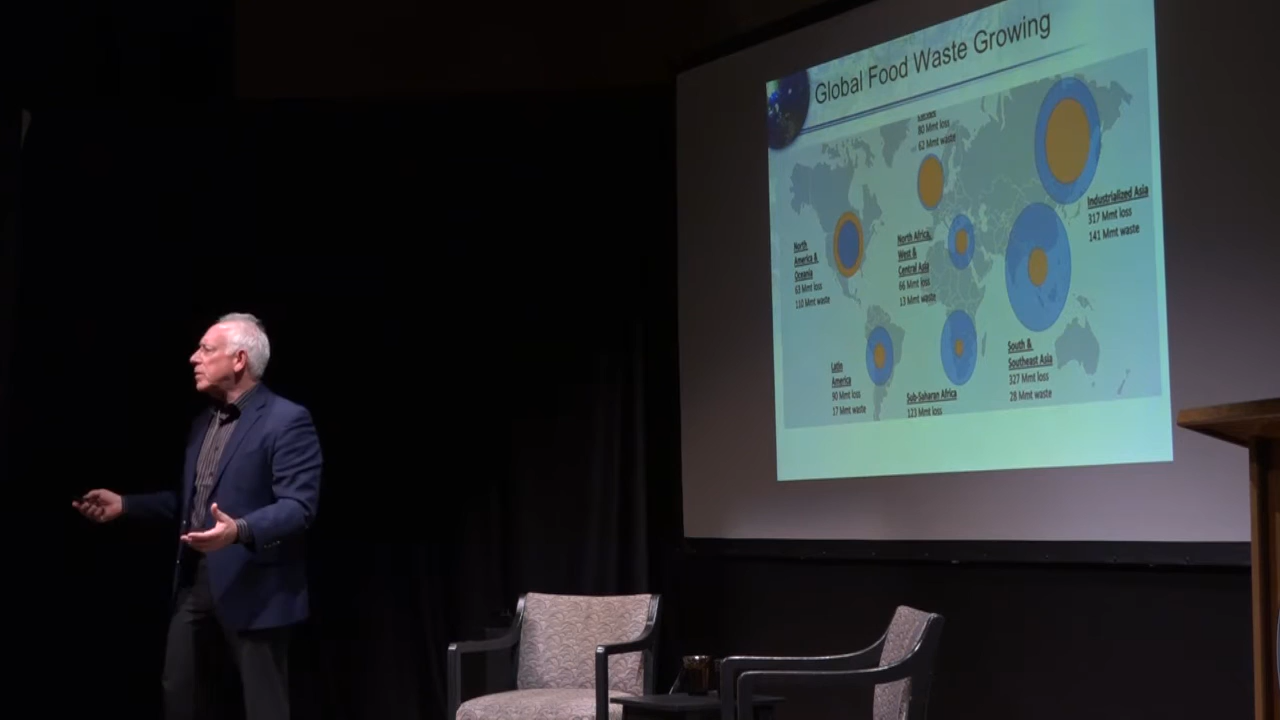 Global Food Waste Growing
80 Mmt loss
62 Mmt waste
Industrialized Asia
317 Mmt loss
141 Mmt waste
North
America &
Oceania
63 Mmt loss
110 Mmt waste
North Africa,
West &
Central Asia
66 Mmt loss
13 Mmt waste
South &
Southeast Asia
327 Mmt loss
28 Mmt waste
Latin
America
90 Mmt loss
17 Mmt waste
Sub-Saharan Africa
123 Mmt loss